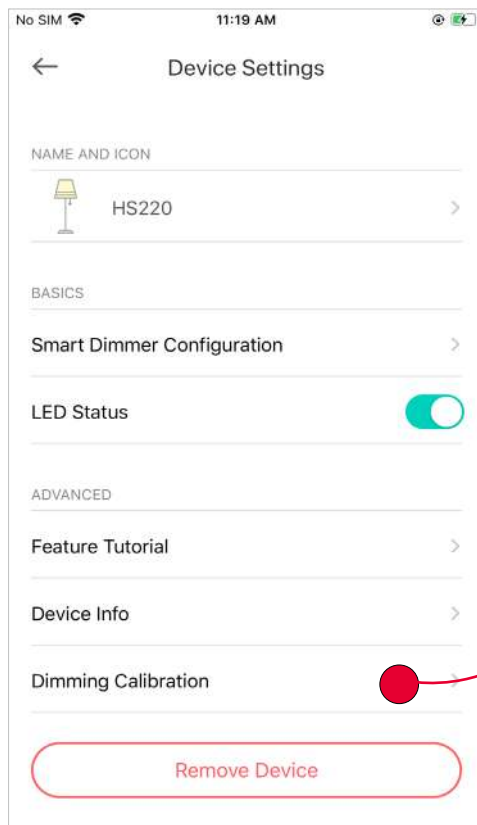 No SIM 11:19 AM
Device Settings
NAME AND ICON
HS220
BASICS
Smart Dimmer Configuration
LED Status
ADVANCED
Feature Tutorial
Device Info
Dimming Calibration
Remove Device